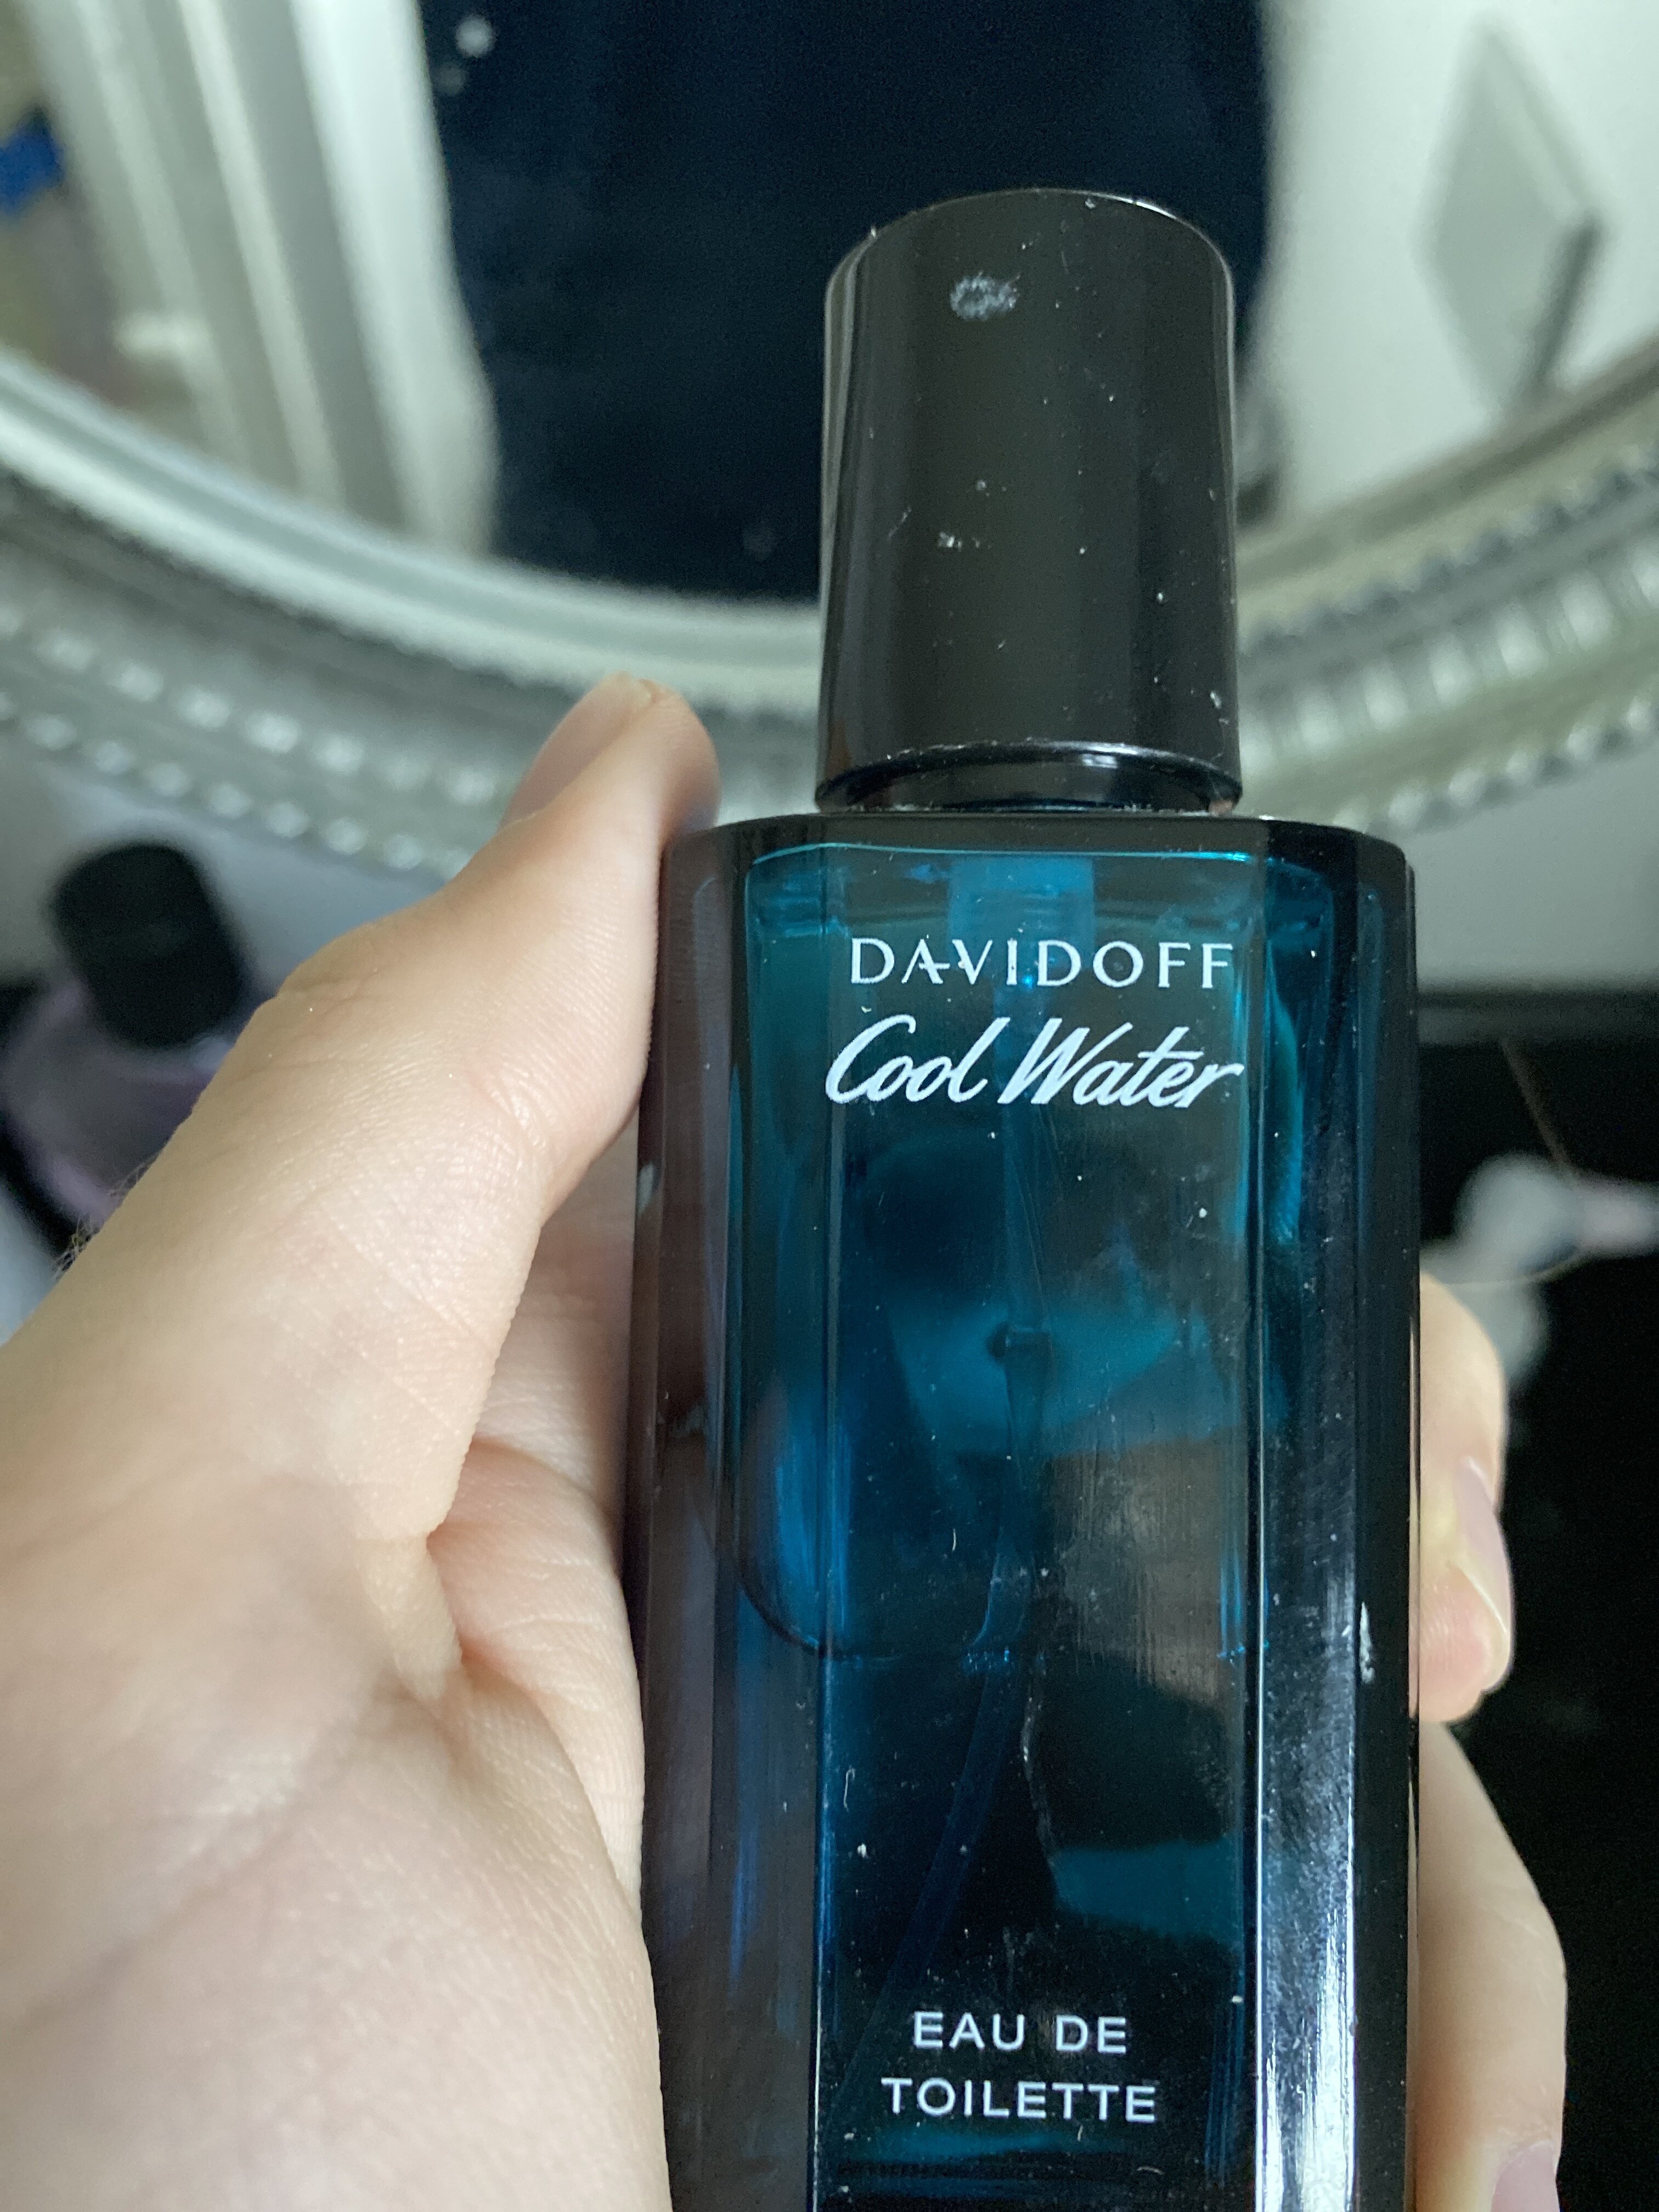 DAVIDOFF
Cool Water
EAU DE
TOILETTE